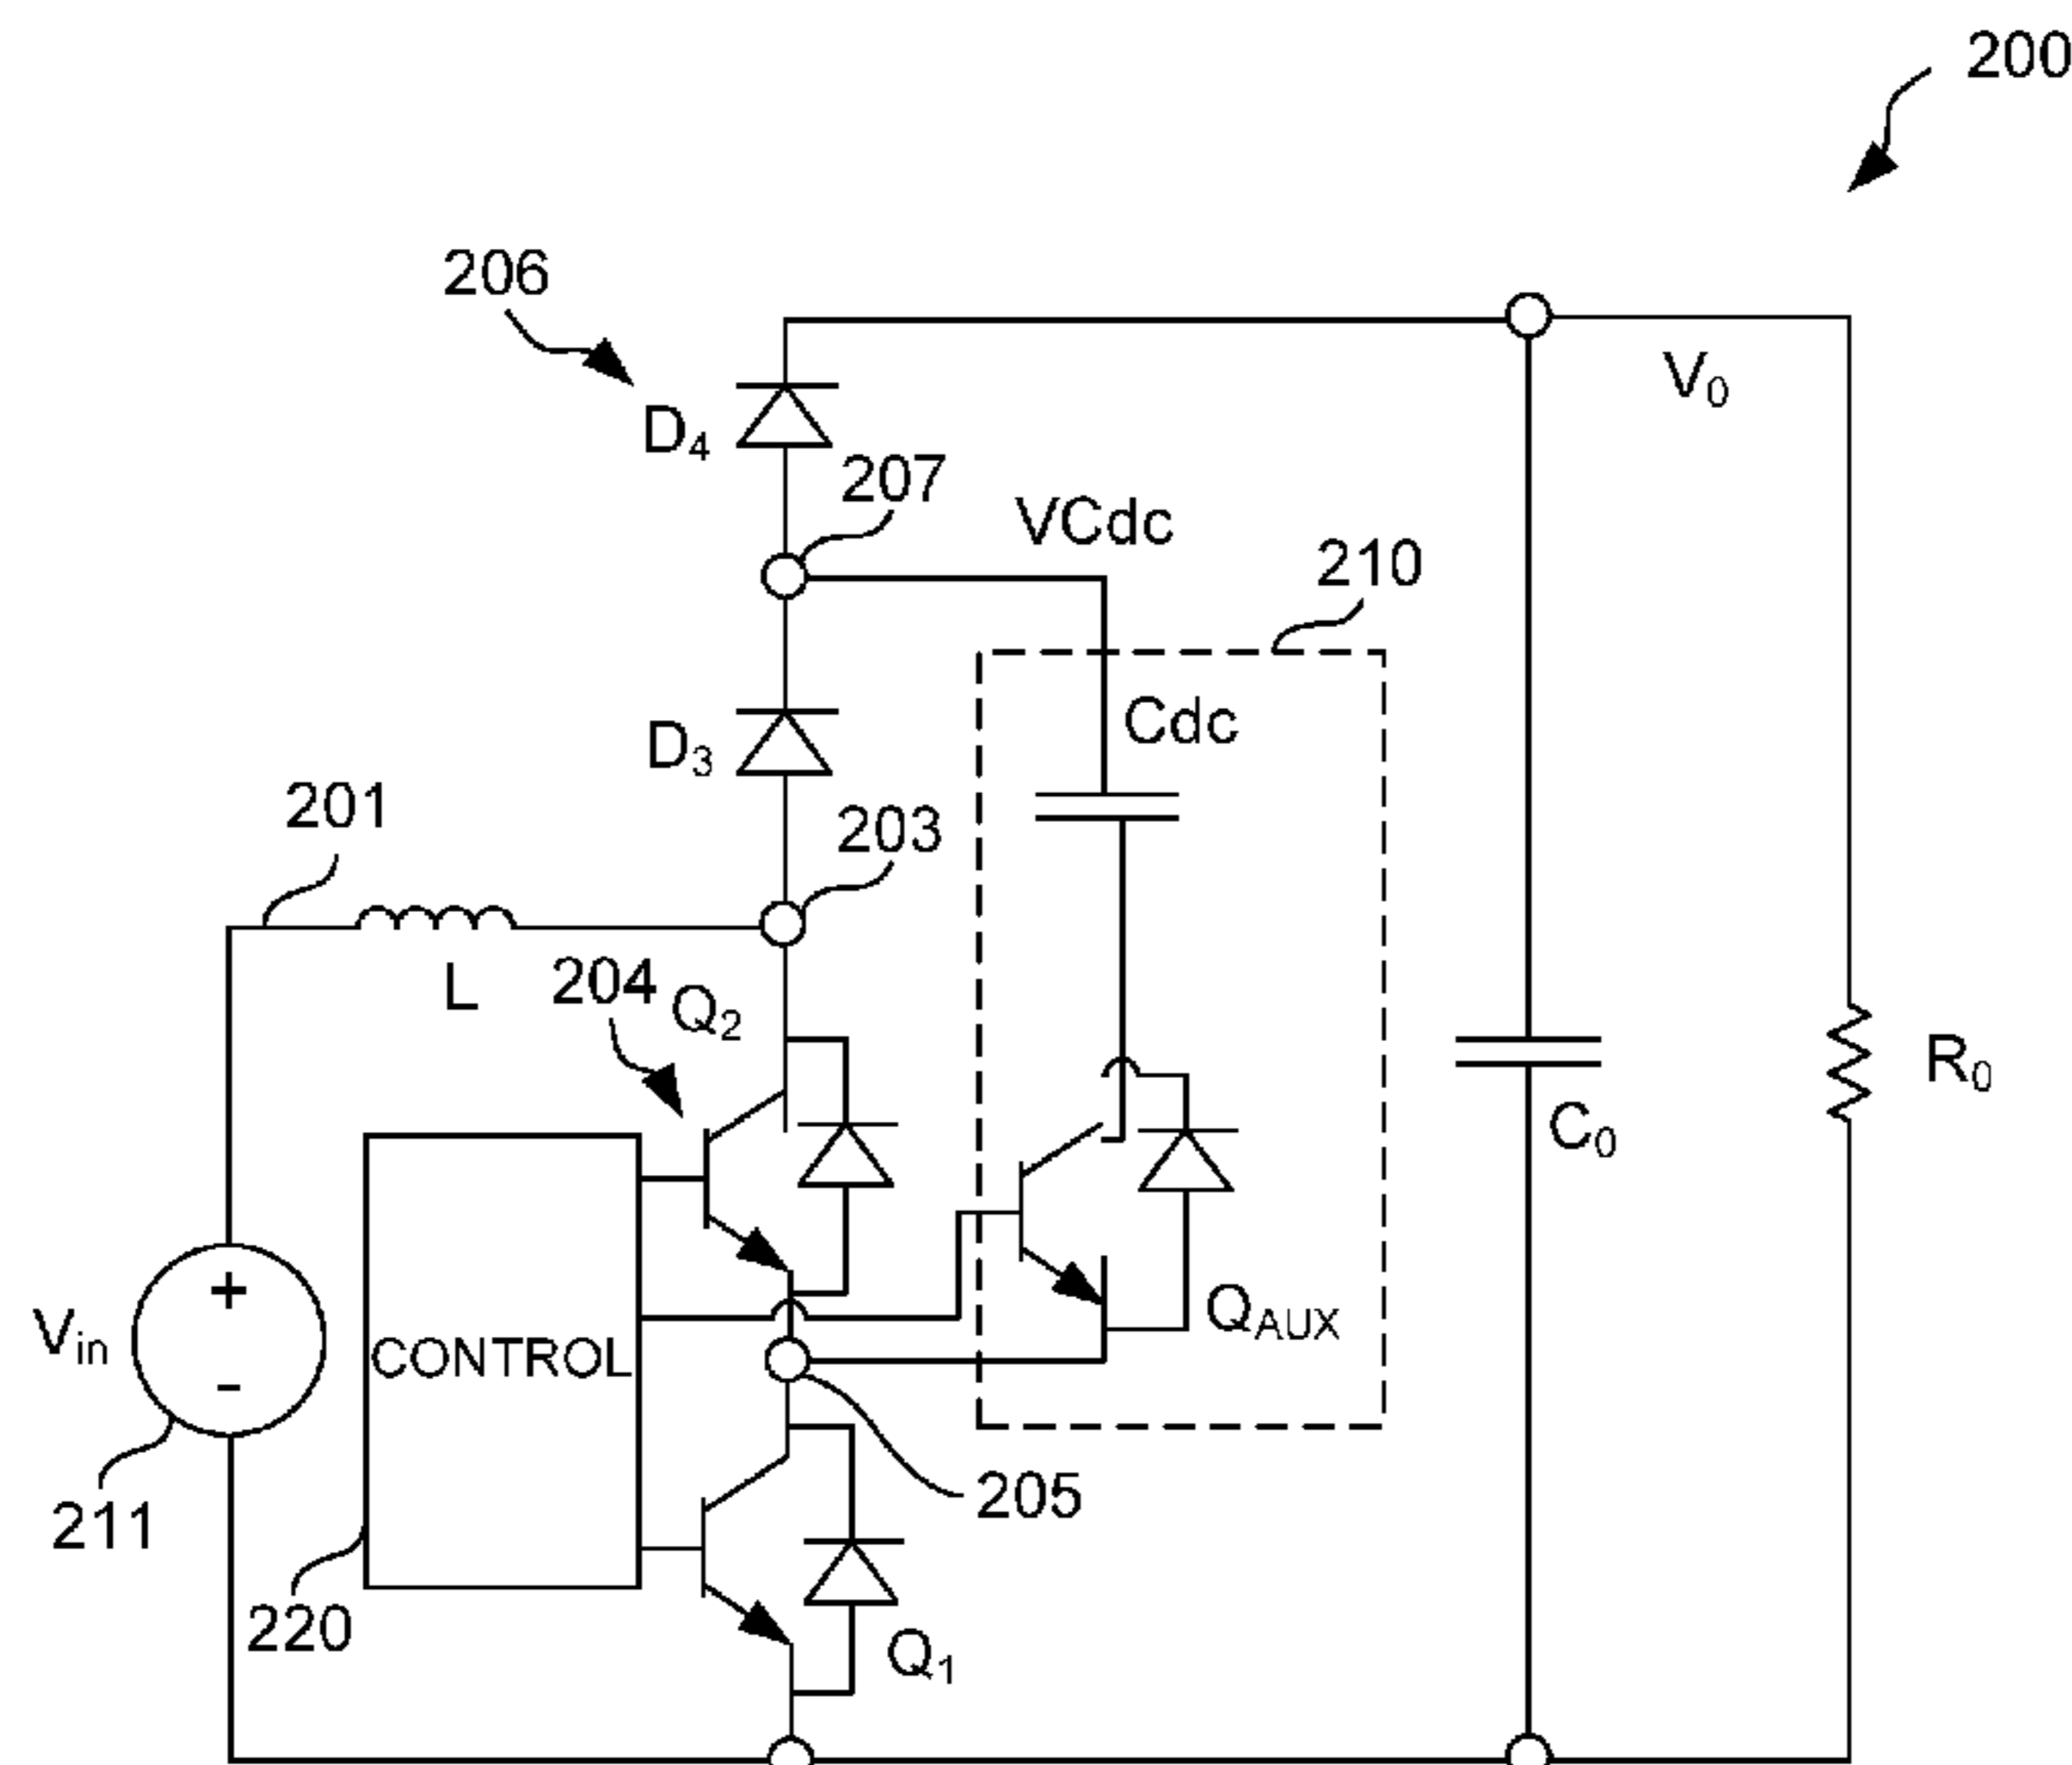 200
206
V0
D4
207
VCdc
210
Cdc
D3
201
203
L
204
Q2
R0
C0
+
Vin
CONTROL
QAUX
-
205
211
220
Q1